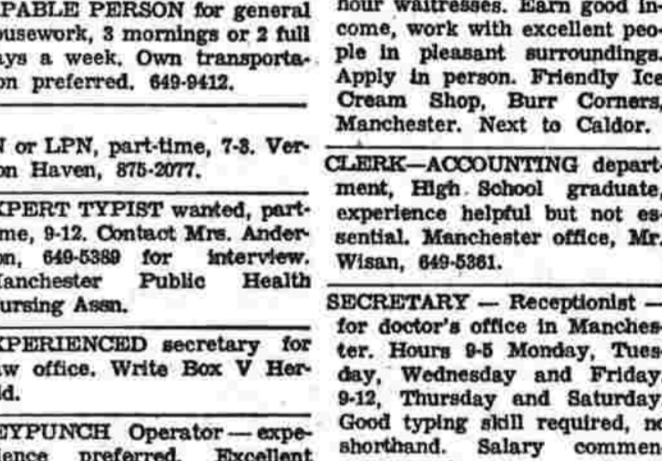 PABLE PERSON for general
ousework, 3 mornings or 2 full
ays a week. Own transporta-
on preferred. 649-9412.
N or LPN, part-time, 7-3. Ver-
on Haven, 875-2077.
XPERT TYPIST wanted, part-
me, 9-12. Contact Mrs. Ander-
on, 649-5389 for interview.
anchester Public Health
ursing Assn.
XPERIENCED secretary for
aw office. Write Box V Her-
ld.
EYPUNCH Operator — expe-
ience preferred. Excellent
hour waitresses. Earn good in-
come, work with excellent peo-
ple in pleasant surroundings.
Apply in person. Friendly Ice
Cream Shop, Burr Corners,
Manchester. Next to Caldor.
CLERK—ACCOUNTING depart-
ment, High School graduate,
experience helpful but not es-
sential. Manchester office, Mr.
Wisan, 649-5361.
SECRETARY — Receptionist —
for doctor's office in Manches-
ter. Hours 9-5 Monday, Tues-
day, Wednesday and Friday
9-12, Thursday and Saturday
Good typing skill required, no
shorthand. Salary commen